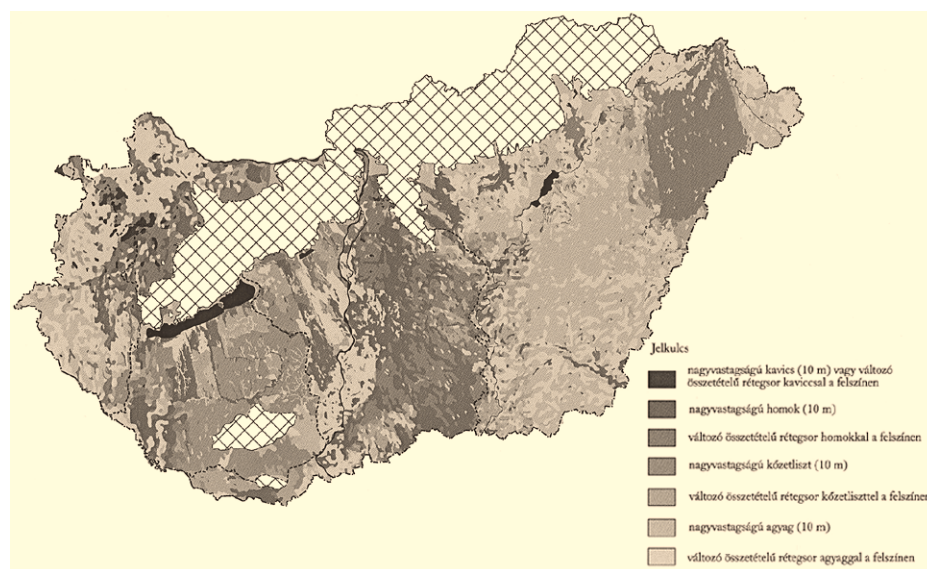 Jelkulcs
nagyvastagságú kavics (10 m) vagy változó
összetételű rétegsor kaviccsal a felszínen
nagyvastagságú homok (10 m)
változó összetételű rétegsor homokkal a felszínen
nagyvastagságú kőzetliszt (10 m)
változó összetételű rétegsor kőzetliszttel a felszínen
nagyvastagságú agyag (10 m)
változó összetételű rétegsor agyaggal a felszínen